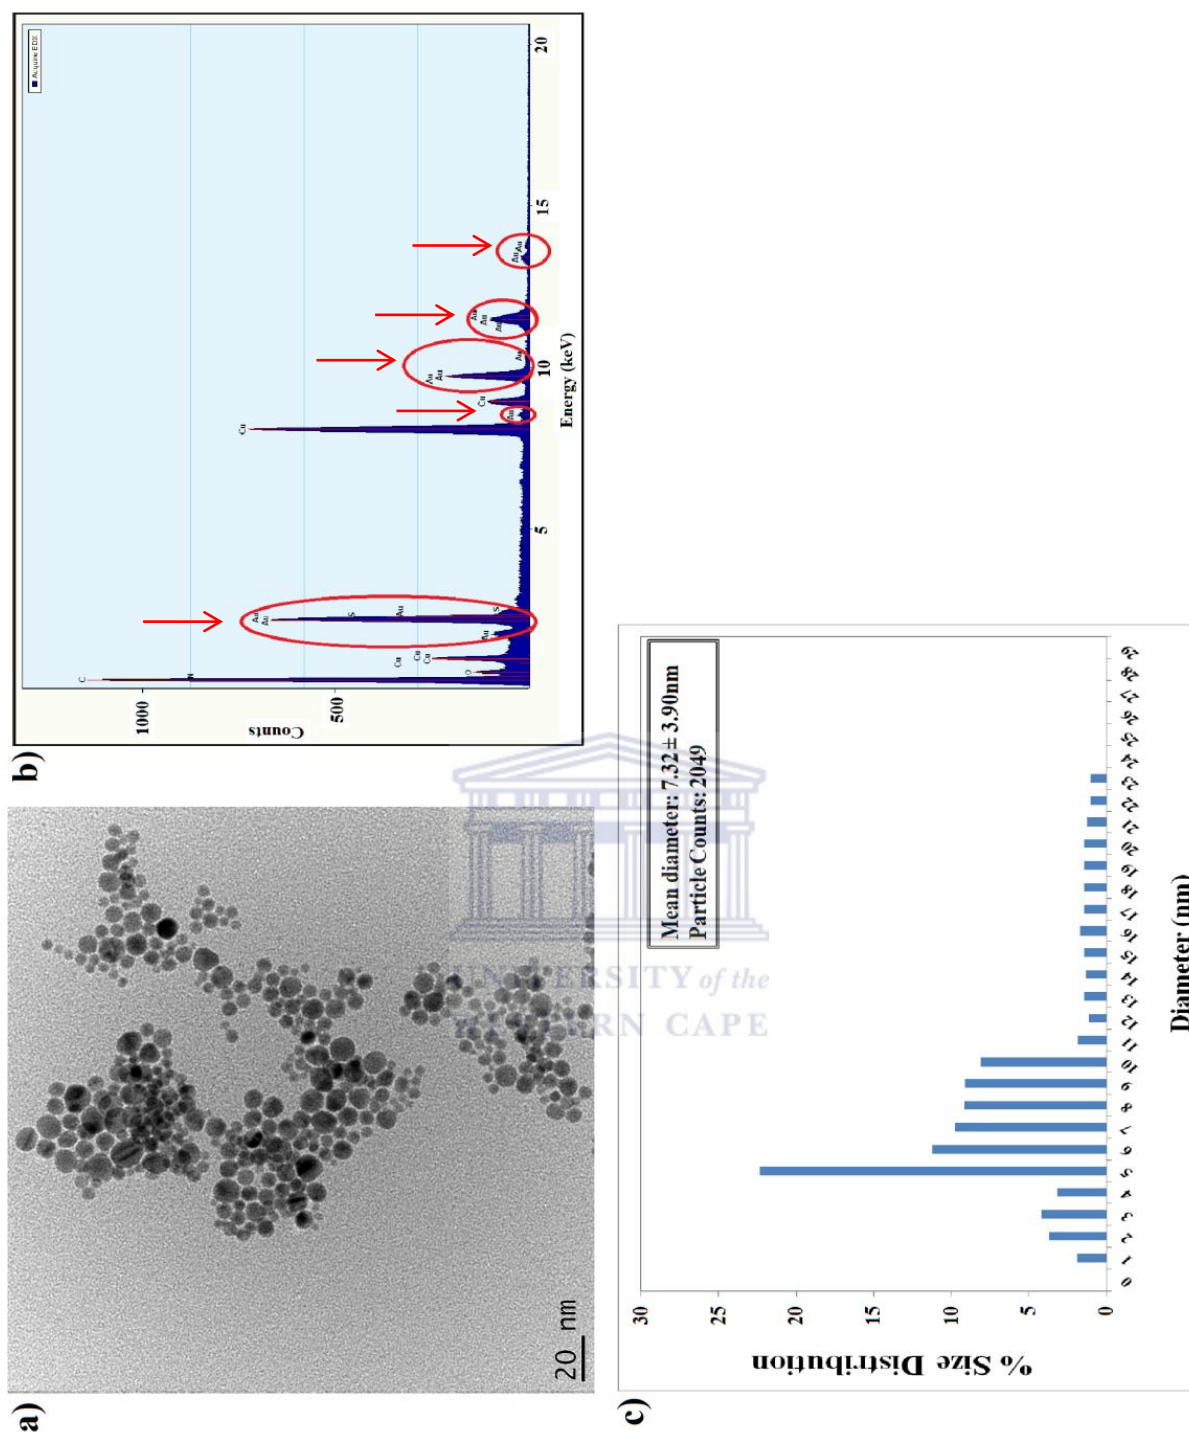 a)
20 nm
b)
Acquire EDX
Counts
1000
500
C
N
O
Cu
Cu
Cu
Au
Au
Au
S
Au
S
Cu
Au
Cu
Au
Au
Au
Au
Au
Au
Au
Au
5
10
15
20
Energy (keV)
c)
% Size Distribution
30
25
20
15
10
5
0
Mean diameter: 7.32 ± 3.90nm
Particle Counts: 2049
0 1 2 3 4 5 6 7 8 9 10 11 12 13 14 15 16 17 18 19 20 21 22 23 24 25 26 27 28 29
Diameter (nm)
UNIVERSITY of the
WESTERN CAPE